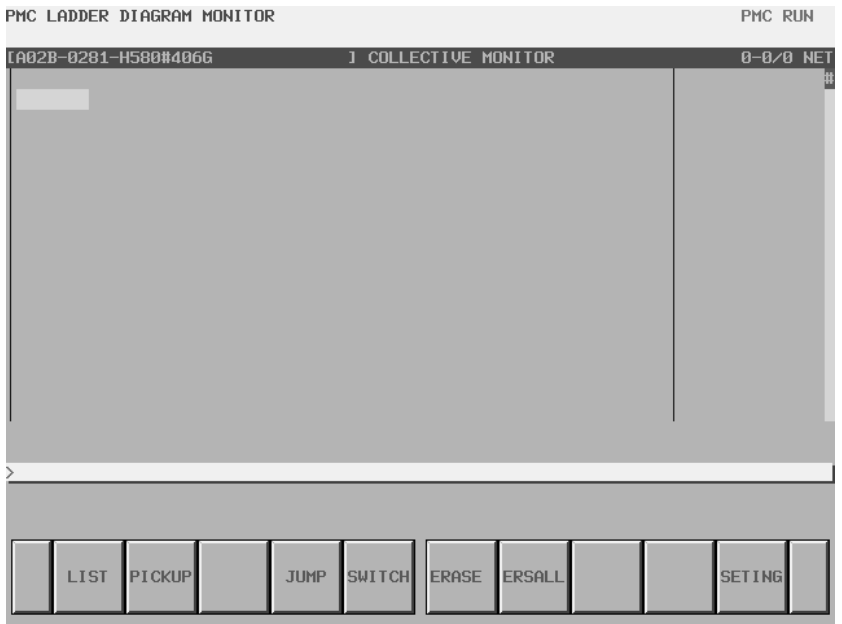 PMC LADDER DIAGRAM MONITOR PMC RUN
[A02B-0281-H580#406G ] COLLECTIVE MONITOR 0-0/0 NET
#
>
LIST PICKUP JUMP SWITCH ERASE ERSALL SETING